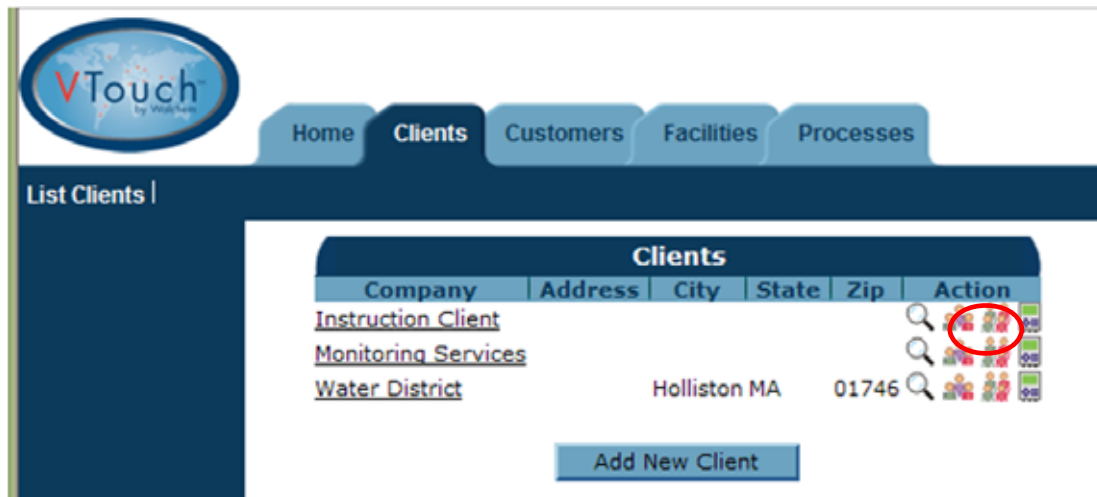 VTouch™
by Walchem
Home Clients Customers Facilities Processes
List Clients |
Clients
Company Address City State Zip Action
Instruction Client
Monitoring Services
Water District Holliston MA 01746
Add New Client